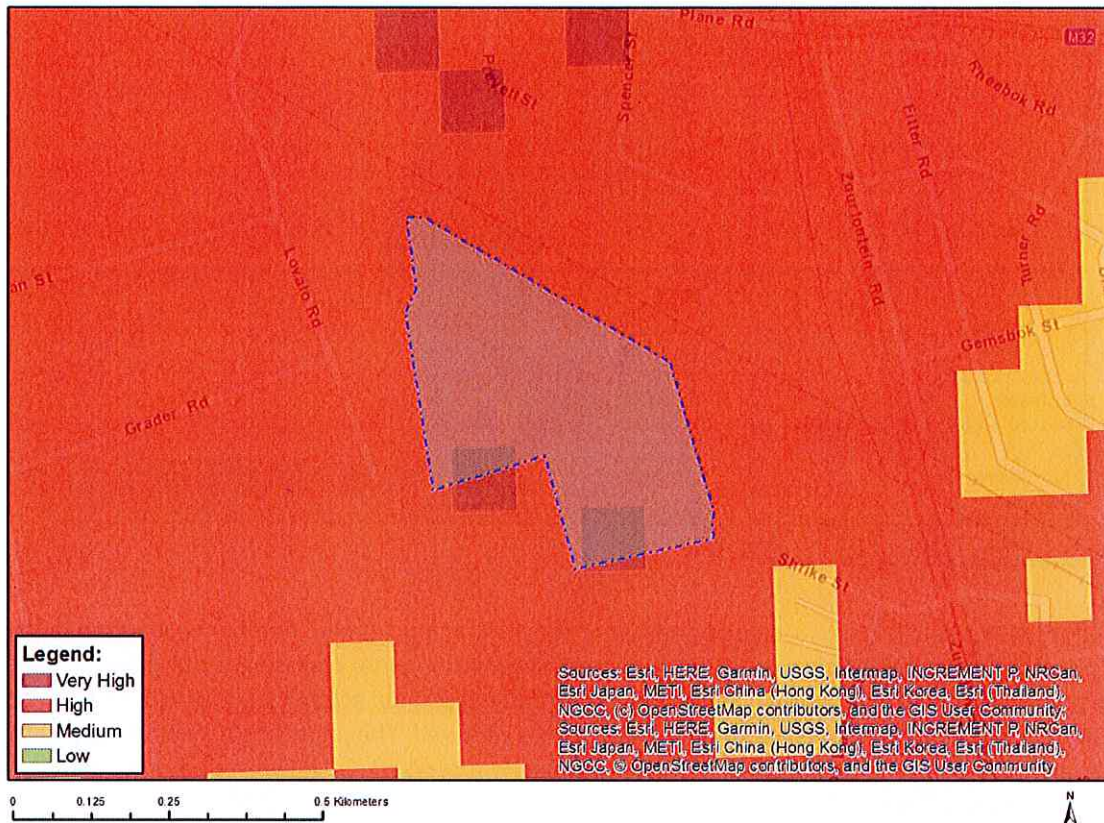 Plane Rd
M32
Spencer St
Rheebok Rd
Fitter Rd
Zuurfontein Rd
Turner Rd
Lovato Rd
Gemsbok St
Grader Rd
Shrike St
Legend:
Very High
High
Medium
Low
Sources: Esri, HERE, Garmin, USGS, Intermap, INCREMENT P, NRCan,
Esri Japan, METI, Esri China (Hong Kong), Esri Korea, Esri (Thailand),
NGCC, (c) OpenStreetMap contributors, and the GIS User Community;
Sources: Esri, HERE, Garmin, USGS, Intermap, INCREMENT P, NRCan,
Esri Japan, METI, Esri China (Hong Kong), Esri Korea, Esri (Thailand),
NGCC, © OpenStreetMap contributors, and the GIS User Community
0 0.125 0.25 0.5 Kilometers
N